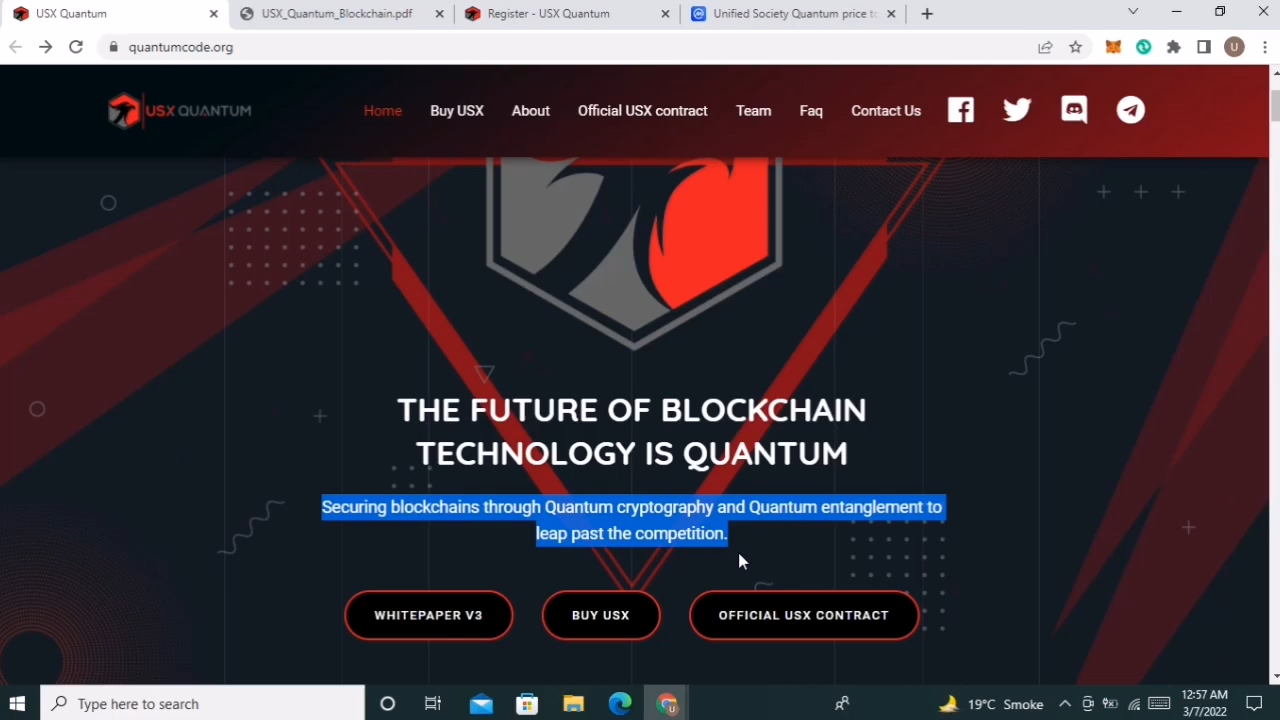 USX Quantum
USX_Quantum_Blockchain.pdf
Register - USX Quantum
Unified Society Quantum price to
quantumcode.org
U
USX QUANTUM
Home
Buy USX
About
Official USX contract
Team
Faq
Contact Us
THE FUTURE OF BLOCKCHAIN
TECHNOLOGY IS QUANTUM
Securing blockchains through Quantum cryptography and Quantum entanglement to
leap past the competition.
WHITEPAPER V3
BUY USX
OFFICIAL USX CONTRACT
Type here to search
19°C Smoke
12:57 AM
3/7/2022